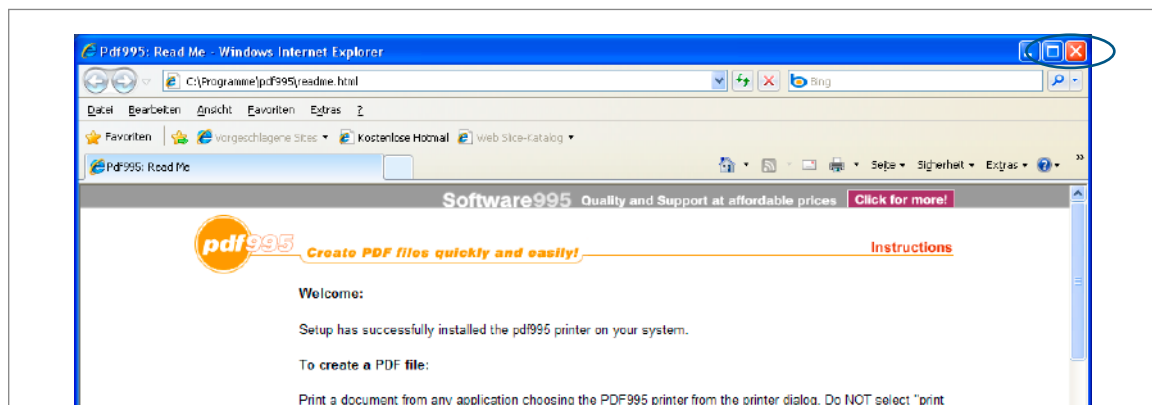 Pdf995: Read Me - Windows Internet Explorer
C:\Programme\pdf995\readme.html
Bing
Datei Bearbeiten Ansicht Favoriten Extras ?
Favoriten Vorgeschlagene Sites Kostenlose Hotmail Web Slice-Katalog
Pdf995: Read Me
Seite Sicherheit Extras
Software995 Quality and Support at affordable prices Click for more!
pdf995 Create PDF files quickly and easily! Instructions
Welcome:
Setup has successfully installed the pdf995 printer on your system.
To create a PDF file:
Print a document from any application choosing the PDF995 printer from the printer dialog. Do NOT select "print